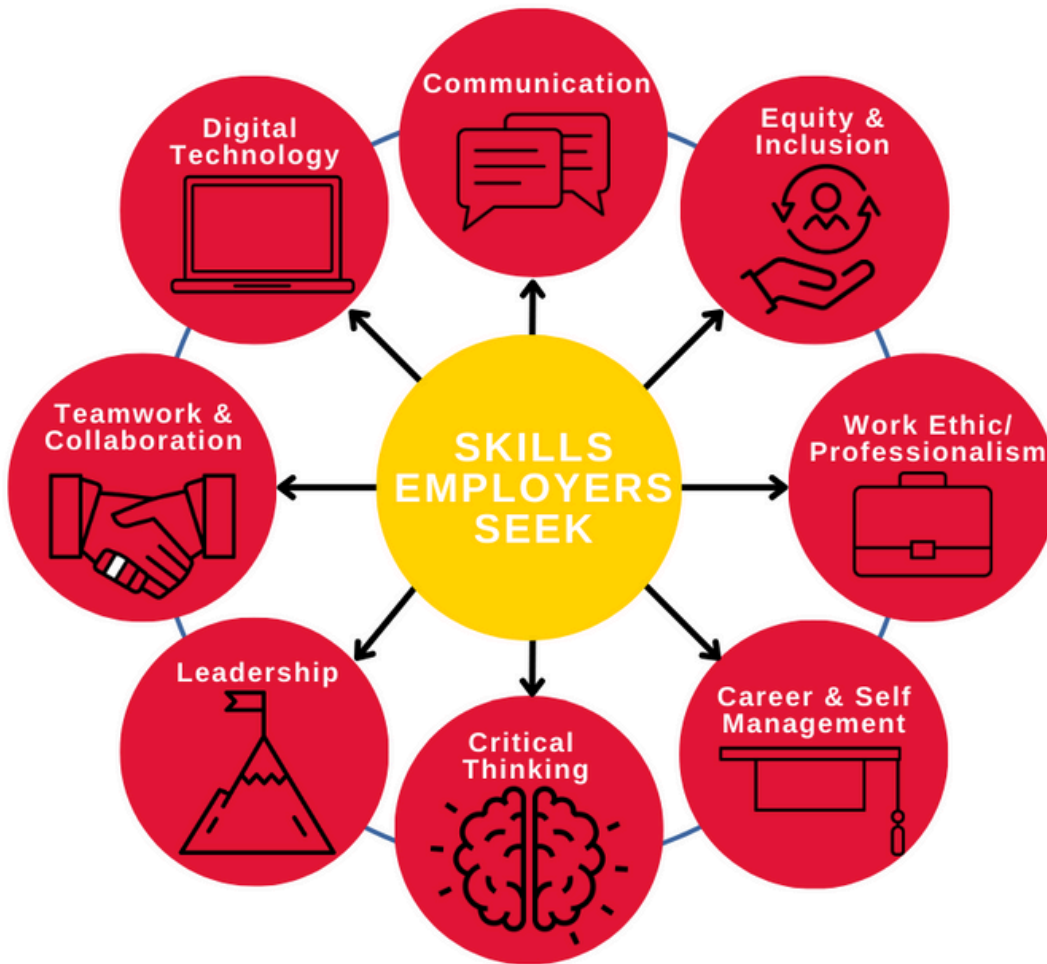 Communication
Equity &
Inclusion
Work Ethic/
Professionalism
Career & Self
Management
Critical
Thinking
Leadership
Teamwork &
Collaboration
Digital
Technology
SKILLS
EMPLOYERS
SEEK